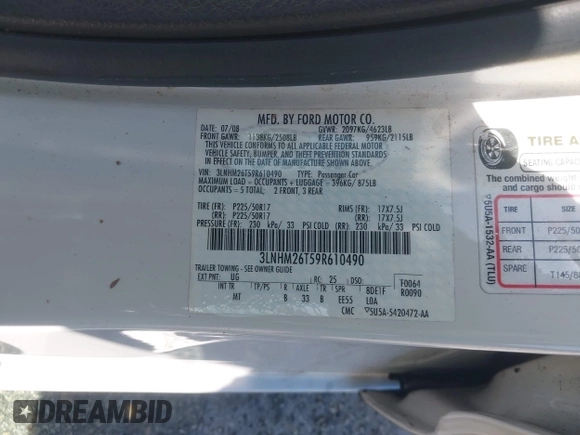 MFD. BY FORD MOTOR CO.
DATE: 07/08 GVWR: 2097KG/4623LB
FRONT GAWR: 1138KG/2508LB REAR GAWR: 959KG/2115LB
THIS VEHICLE CONFORMS TO ALL APPLICABLE FEDERAL MOTOR
VEHICLE SAFETY, BUMPER, AND THEFT PREVENTION STANDARDS
IN EFFECT ON THE DATE OF MANUFACTURE SHOWN ABOVE.
VIN: 3LNHM26T59R610490 TYPE: Passenger Car
MAXIMUM LOAD = OCCUPANTS + LUGGAGE = 396KG/875LB
OCCUPANTS = 5 TOTAL: 2 FRONT, 3 REAR
TIRE (FR): P225/50R17 RIMS (FR): 17X7.5J
(R): P225/50R17 (R): 17X7.5J
PRESSURE (FR): 230 kPa/ 33 PSI COLD (R): 230 kPa/ 33 PSI COLD
3LNHM26T59R610490
TRAILER TOWING - SEE OWNER GUIDE
EXT PNT: UG RC: 25 DSO: F0064
INT TR TP/PS R AXLE TR SPR 8DE1F R0090
MT B 33 B EE55 LDA
CMC 5U5A-5420472-AA
5U5A-1532-AA (TLU)
TIRE A
SEATING CAPACITY
The combined weight
and cargo should
TIRE SIZE
FRONT P225/50
REAR P225/50
SPARE T145/8
DREAMBID